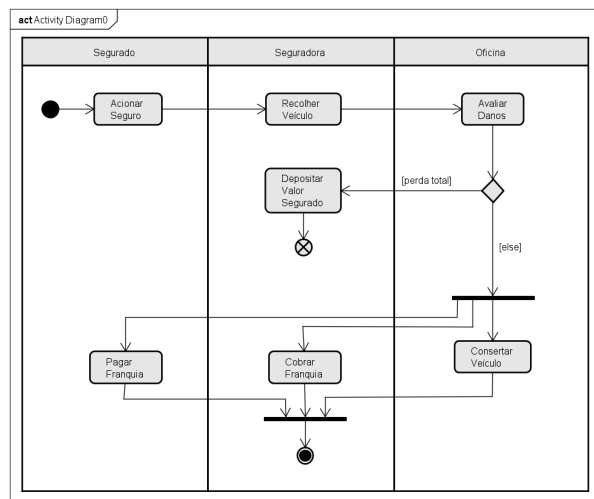 act Activity Diagram0
Segurado
Seguradora
Oficina
Acionar
Seguro
Recolher
Veículo
Avaliar
Danos
Depositar
Valor
Segurado
[perda total]
[else]
Pagar
Franquia
Cobrar
Franquia
Consertar
Veículo